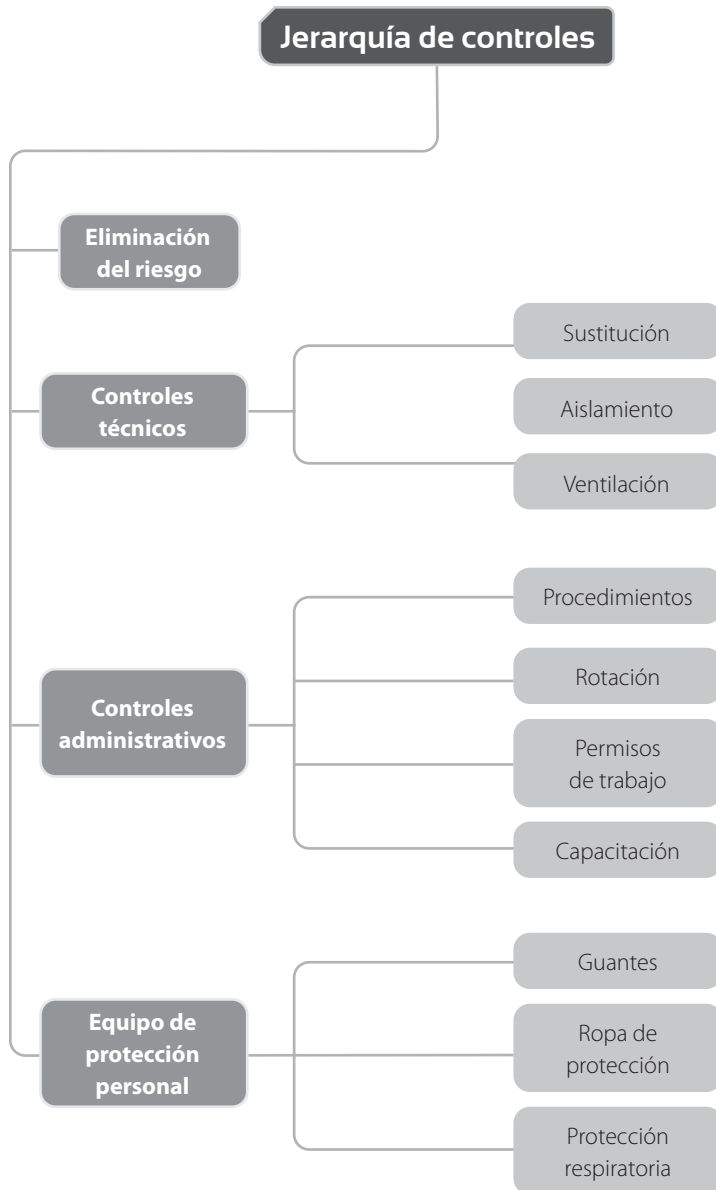 Jerarquía de controles
Eliminación
del riesgo
Controles
técnicos
Sustitución
Aislamiento
Ventilación
Controles
administrativos
Procedimientos
Rotación
Permisos
de trabajo
Capacitación
Equipo de
protección
personal
Guantes
Ropa de
protección
Protección
respiratoria